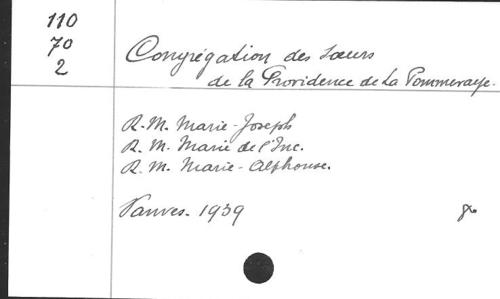 110
70
2
Congrégation des Sœurs
de la Providence de La Pommeraye.
R. M. Marie-Joseph
R. M. Marie de l'Inc.
R. M. Marie-Alphonse.
Vanves. 1939